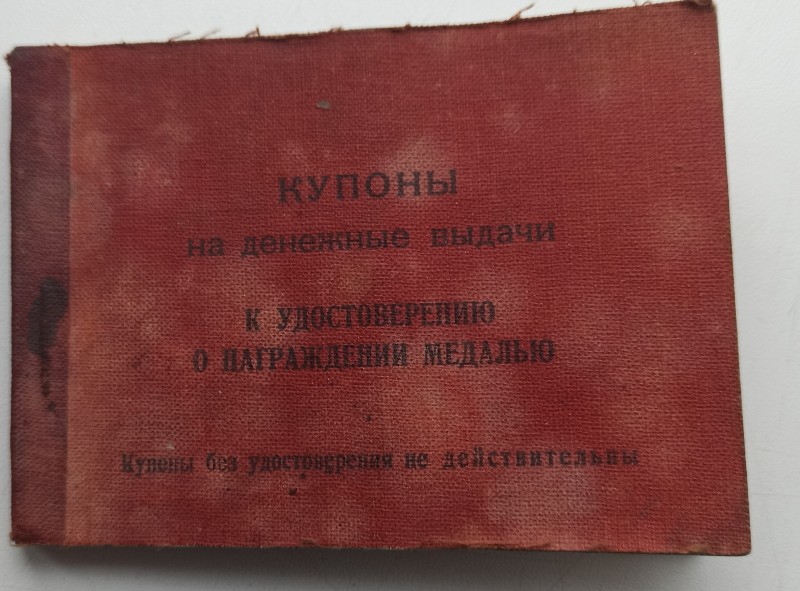 КУПОНЫ
на денежные выдачи
К УДОСТОВЕРЕНИЮ
О НАГРАЖДЕНИИ МЕДАЛЬЮ
Купоны без удостоверения не действительны